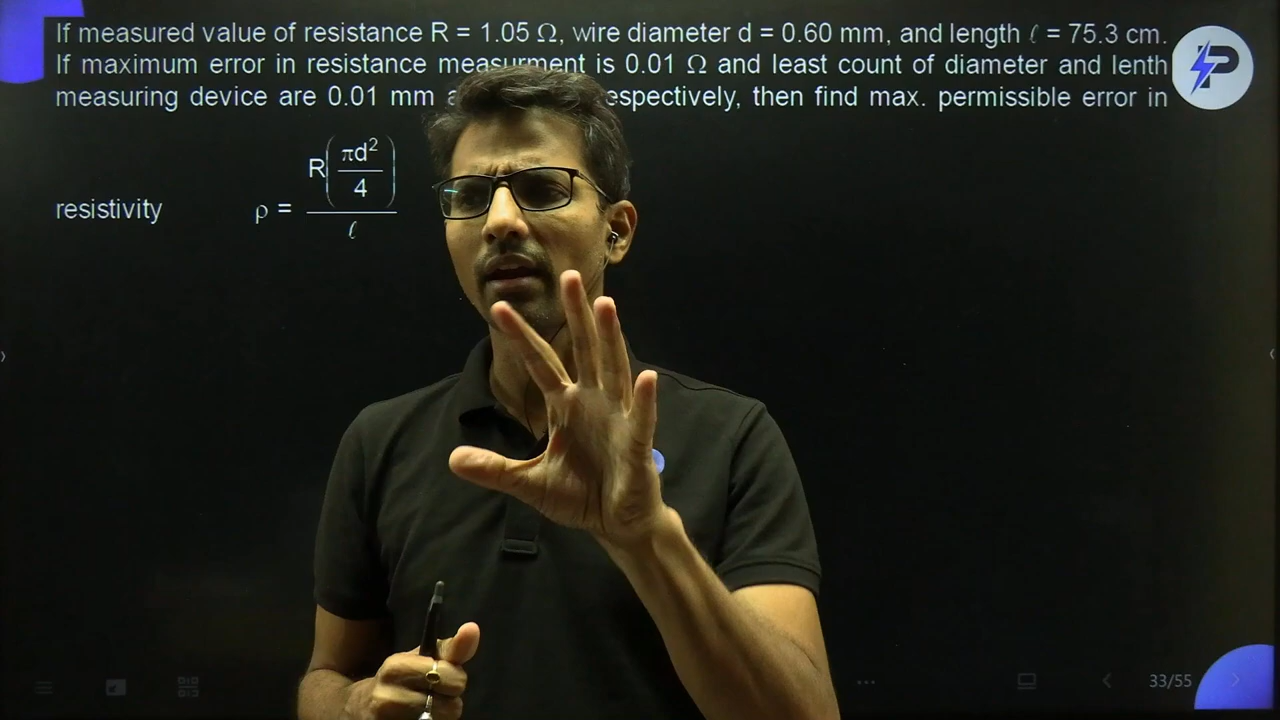 If measured value of resistance R = 1.05 Ω, wire diameter d = 0.60 mm, and length ℓ = 75.3 cm.
If maximum error in resistance measurment is 0.01 Ω and least count of diameter and lenth
measuring device are 0.01 mm espectively, then find max. permissible error in
resistivity ρ = R(πd²/4)/ℓ
33/55